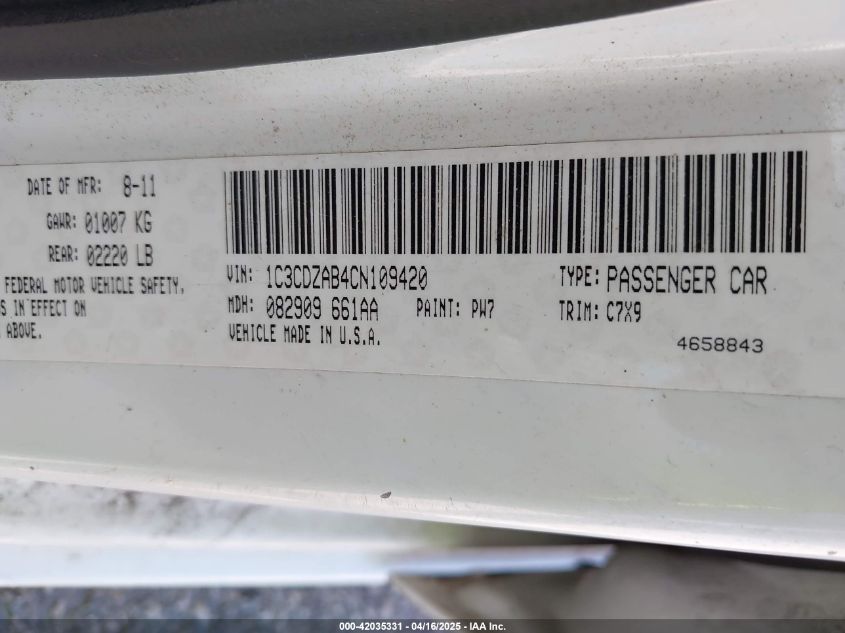 DATE OF MFR: 8-11
GAWR: 01007 KG
REAR: 02220 LB
FEDERAL MOTOR VEHICLE SAFETY,
S IN EFFECT ON
ABOVE.
VIN: 1C3CDZAB4CN109420
TYPE: PASSENGER CAR
MDH: 082909 661AA
PAINT: PW7
TRIM: C7X9
VEHICLE MADE IN U.S.A.
4658843
000-42035331 - 04/16/2025 - IAA Inc.